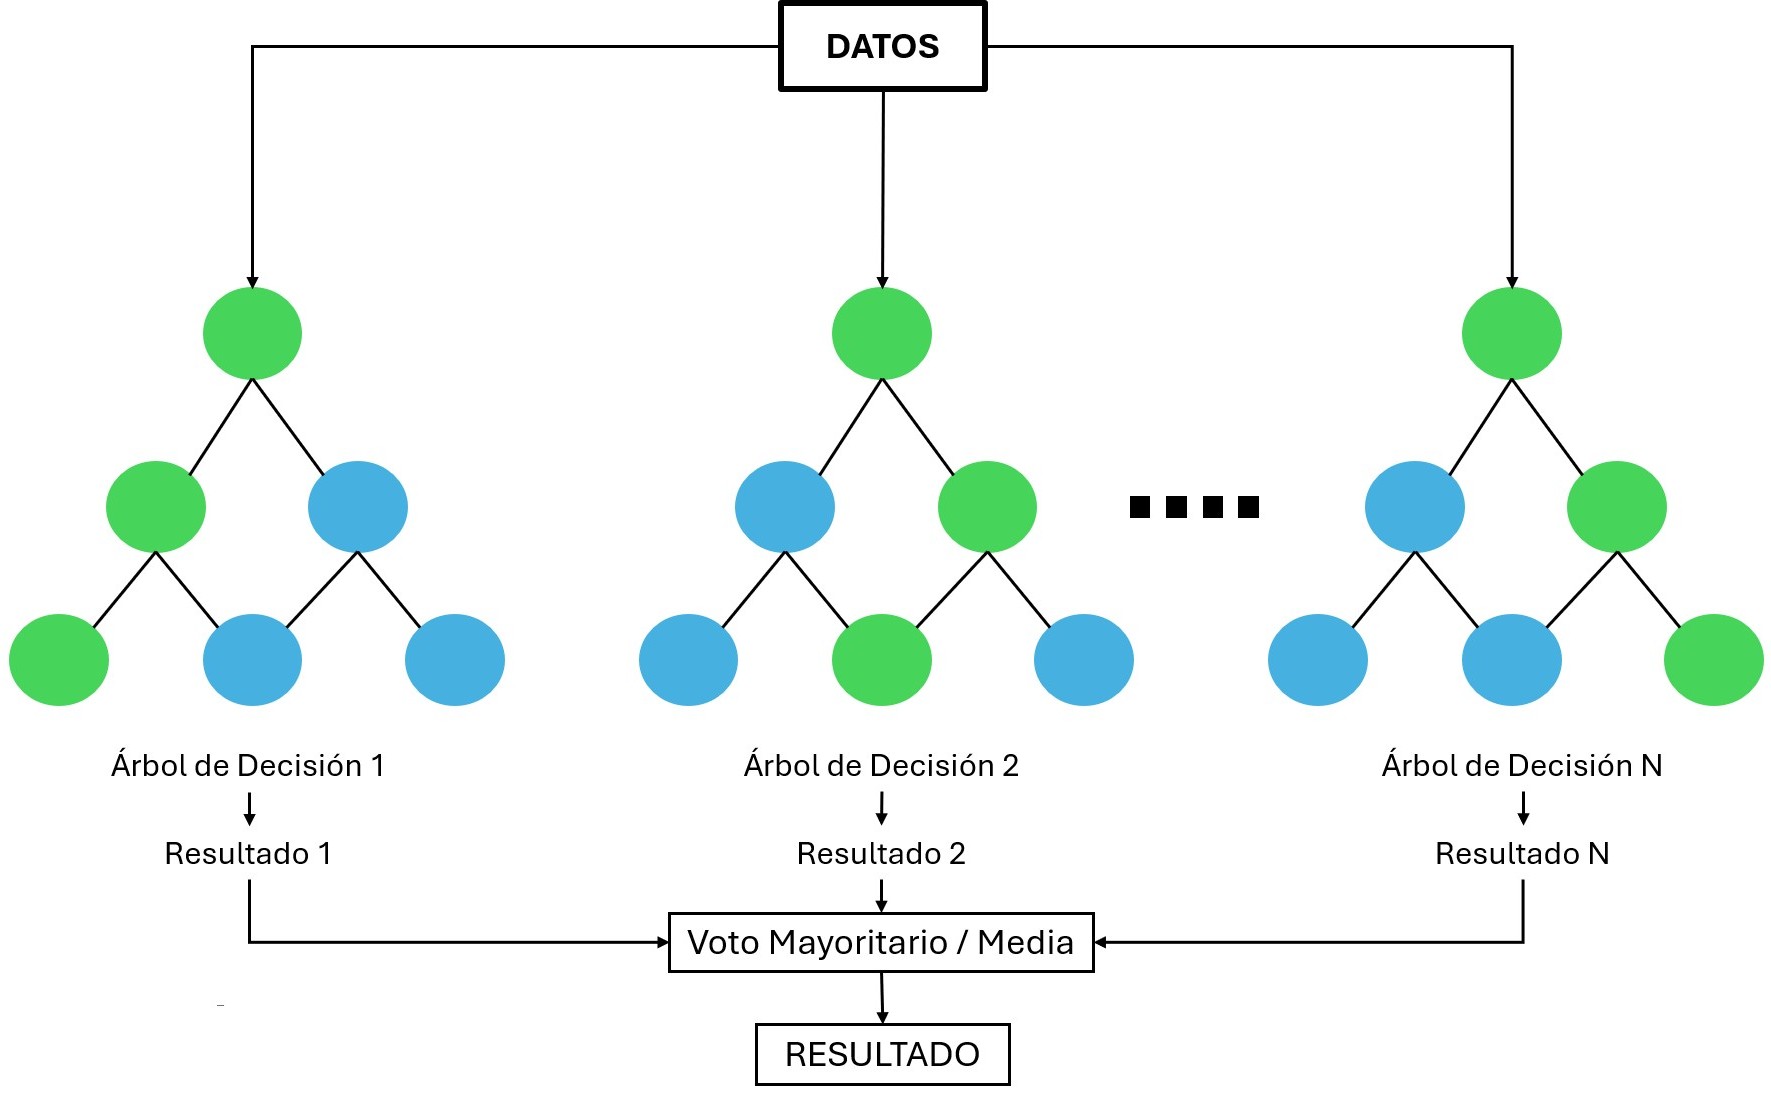 DATOS
Árbol de Decisión 1
Árbol de Decisión 2
Árbol de Decisión N
Resultado 1
Resultado 2
Resultado N
Voto Mayoritario / Media
RESULTADO